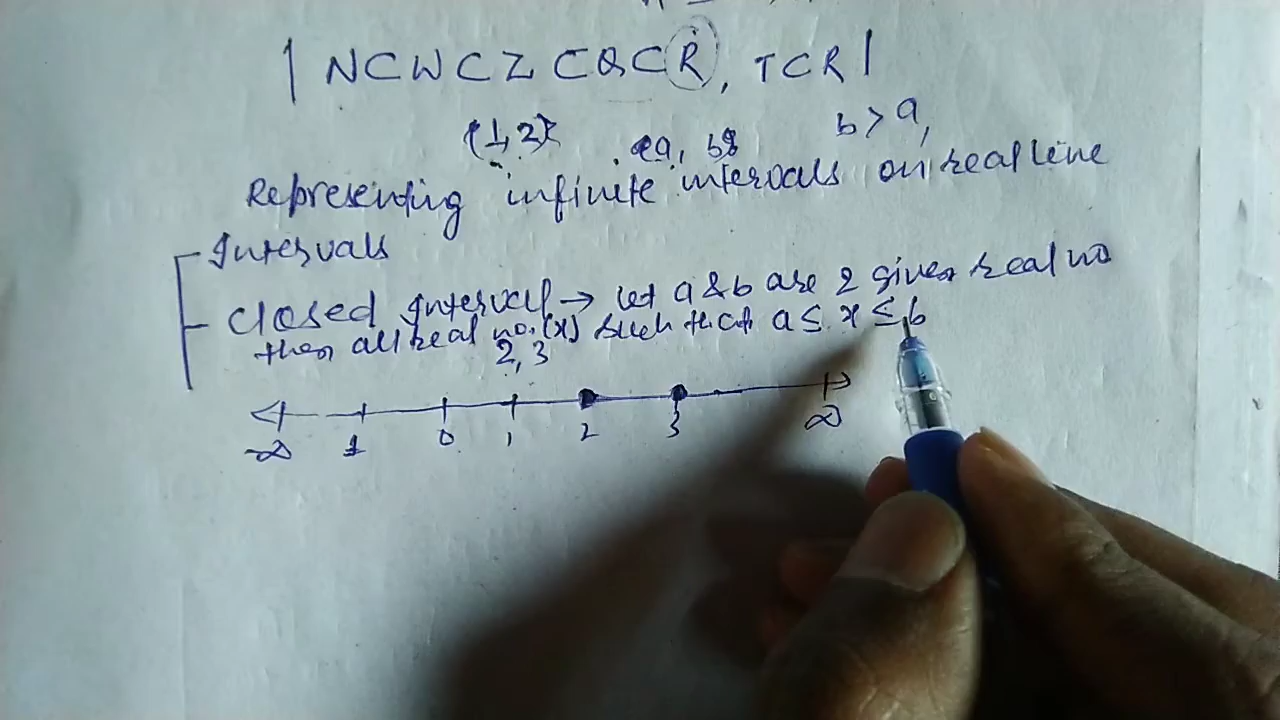 | N C W C Z C Q C R, T C R |
{1, 2} {a, b} b > a,
Representing infinite intervals on real line
Intervals
Closed Interval → let a & b are 2 given real no
then all real no. (x) such that a ≤ x ≤ b
2, 3
-∞ 0 1 2 3 ∞